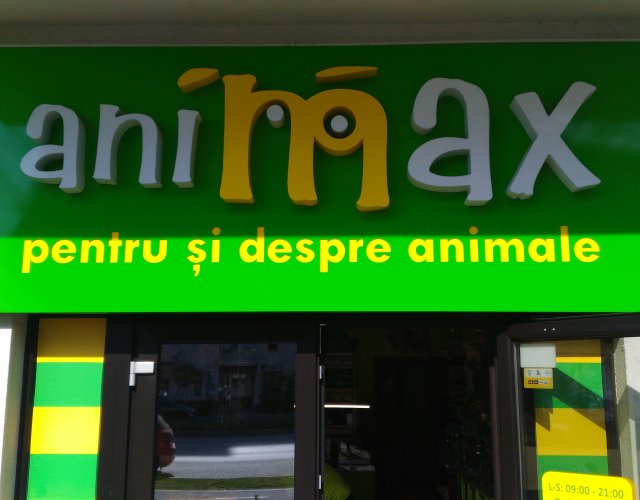 animax
pentru și despre animale
L-S: 09:00 - 21:00